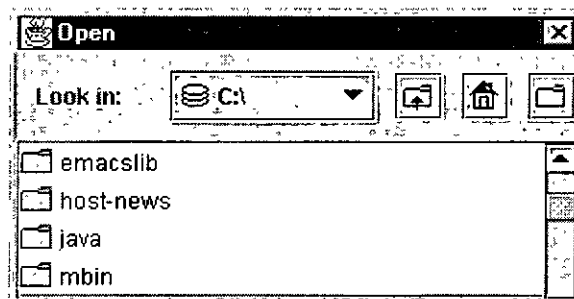 Open
Look in: C:\
emacslib
host-news
java
mbin